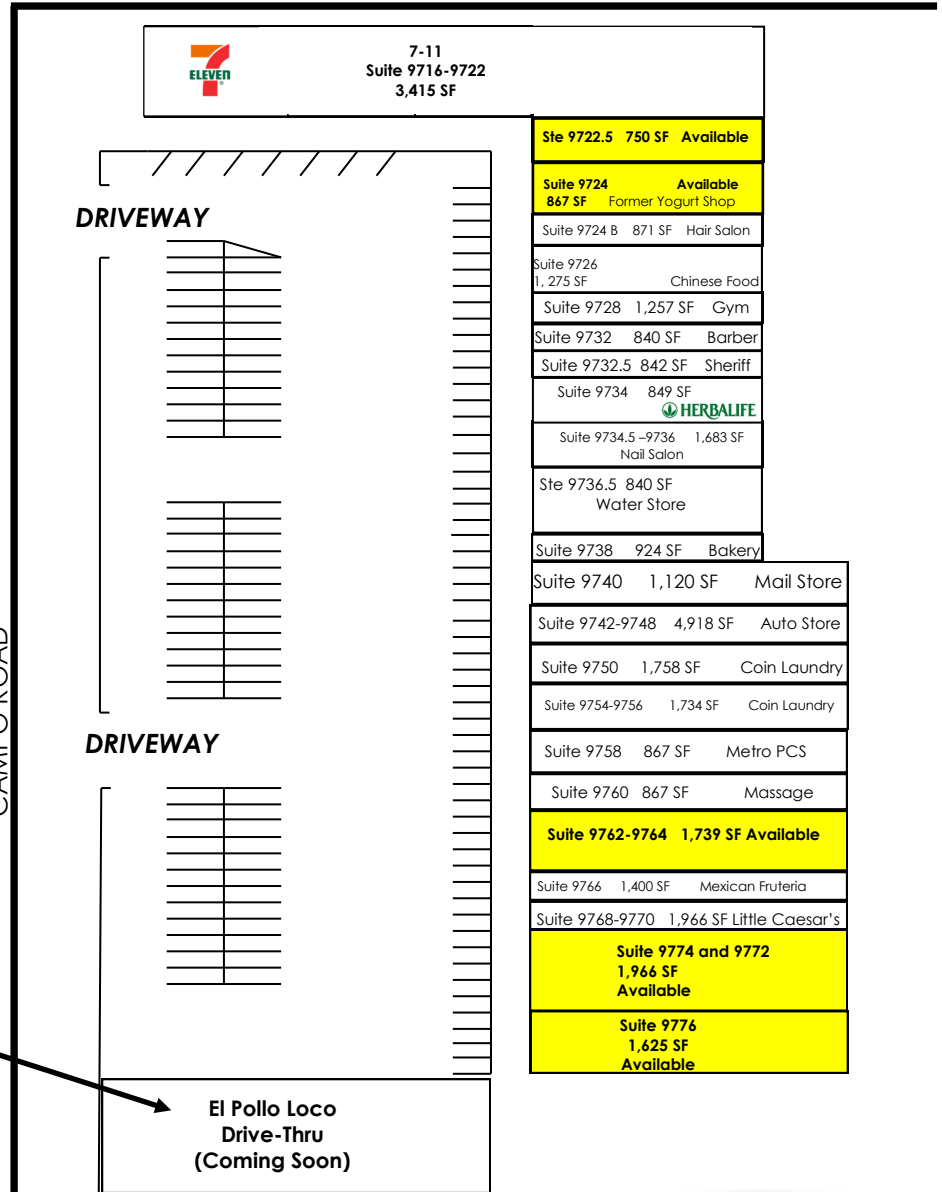 7
ELEVEN
7-11
Suite 9716-9722
3,415 SF
Ste 9722.5 750 SF Available
Suite 9724 Available
867 SF Former Yogurt Shop
DRIVEWAY
Suite 9724 B 871 SF Hair Salon
Suite 9726
1, 275 SF Chinese Food
Suite 9728 1,257 SF Gym
Suite 9732 840 SF Barber
Suite 9732.5 842 SF Sheriff
Suite 9734 849 SF
HERBALIFE
Suite 9734.5 –9736 1,683 SF
Nail Salon
Ste 9736.5 840 SF
Water Store
Suite 9738 924 SF Bakery
Suite 9740 1,120 SF Mail Store
Suite 9742-9748 4,918 SF Auto Store
Suite 9750 1,758 SF Coin Laundry
Suite 9754-9756 1,734 SF Coin Laundry
CAMPO ROAD
DRIVEWAY
Suite 9758 867 SF Metro PCS
Suite 9760 867 SF Massage
Suite 9762-9764 1,739 SF Available
Suite 9766 1,400 SF Mexican Fruteria
Suite 9768-9770 1,966 SF Little Caesar's
Suite 9774 and 9772
1,966 SF
Available
Suite 9776
1,625 SF
Available
El Pollo Loco
Drive-Thru
(Coming Soon)